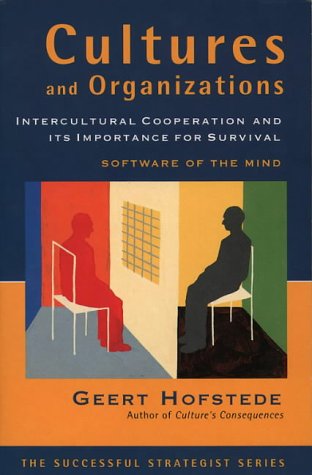 Cultures
and Organizations
Intercultural Cooperation and
its Importance for Survival
Software of the Mind
Geert Hofstede
Author of Culture's Consequences
The Successful Strategist Series